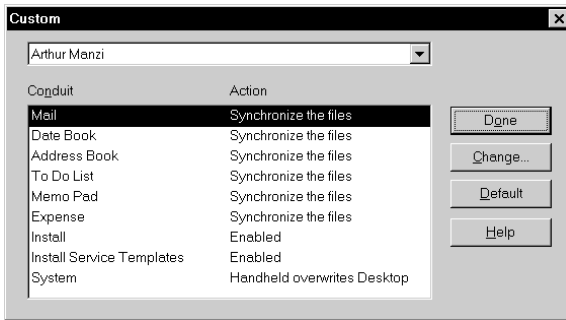 Custom
Arthur Manzi
Conduit Action
Mail Synchronize the files
Date Book Synchronize the files
Address Book Synchronize the files
To Do List Synchronize the files
Memo Pad Synchronize the files
Expense Synchronize the files
Install Enabled
Install Service Templates Enabled
System Handheld overwrites Desktop
Done
Change...
Default
Help